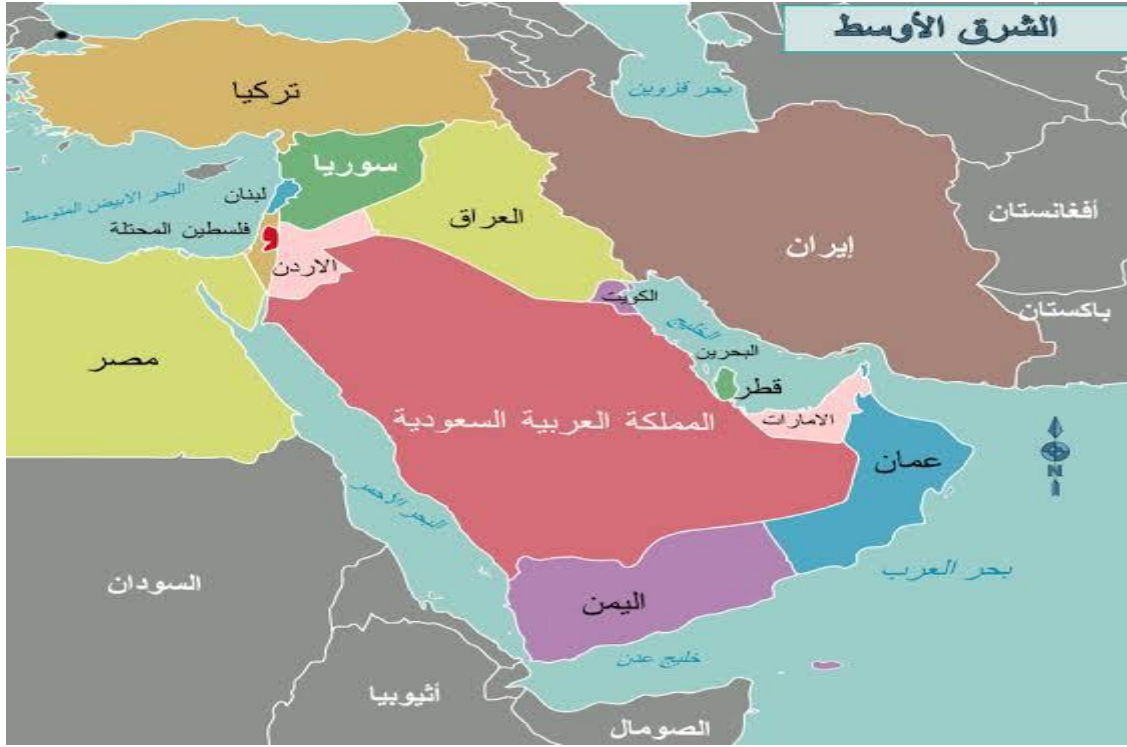 الشرق الأوسط
بحر قزوين
تركيا
سوريا
البحر الابيض المتوسط
لبنان
فلسطين المحتلة
العراق
أفغانستان
إيران
الاردن
الكويت
باكستان
الخليج
البحرين
مصر
قطر
المملكة العربية السعودية
الامارات
عمان
N
البحر الأحمر
بحر العرب
السودان
اليمن
خليج عدن
أثيوبيا
الصومال